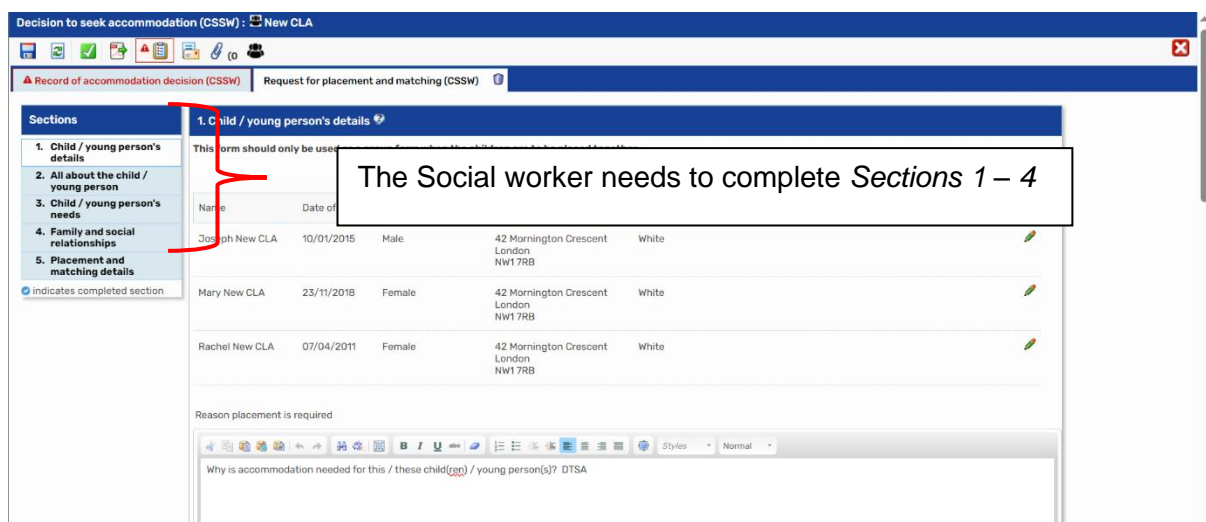 Decision to seek accommodation (CSSW) : New CLA
(0
Record of accommodation decision (CSSW) Request for placement and matching (CSSW)
Sections
1. Child / young person's details
2. All about the child / young person
3. Child / young person's needs
4. Family and social relationships
5. Placement and matching details
indicates completed section
1. Child / young person's details
This form should only be used
The Social worker needs to complete Sections 1 – 4
Name Date of
Joseph New CLA 10/01/2015 Male 42 Mornington Crescent White
London
NW1 7RB
Mary New CLA 23/11/2018 Female 42 Mornington Crescent White
London
NW1 7RB
Rachel New CLA 07/04/2011 Female 42 Mornington Crescent White
London
NW1 7RB
Reason placement is required
B I U abc Styles Normal
Why is accommodation needed for this / these child(ren) / young person(s)? DTSA